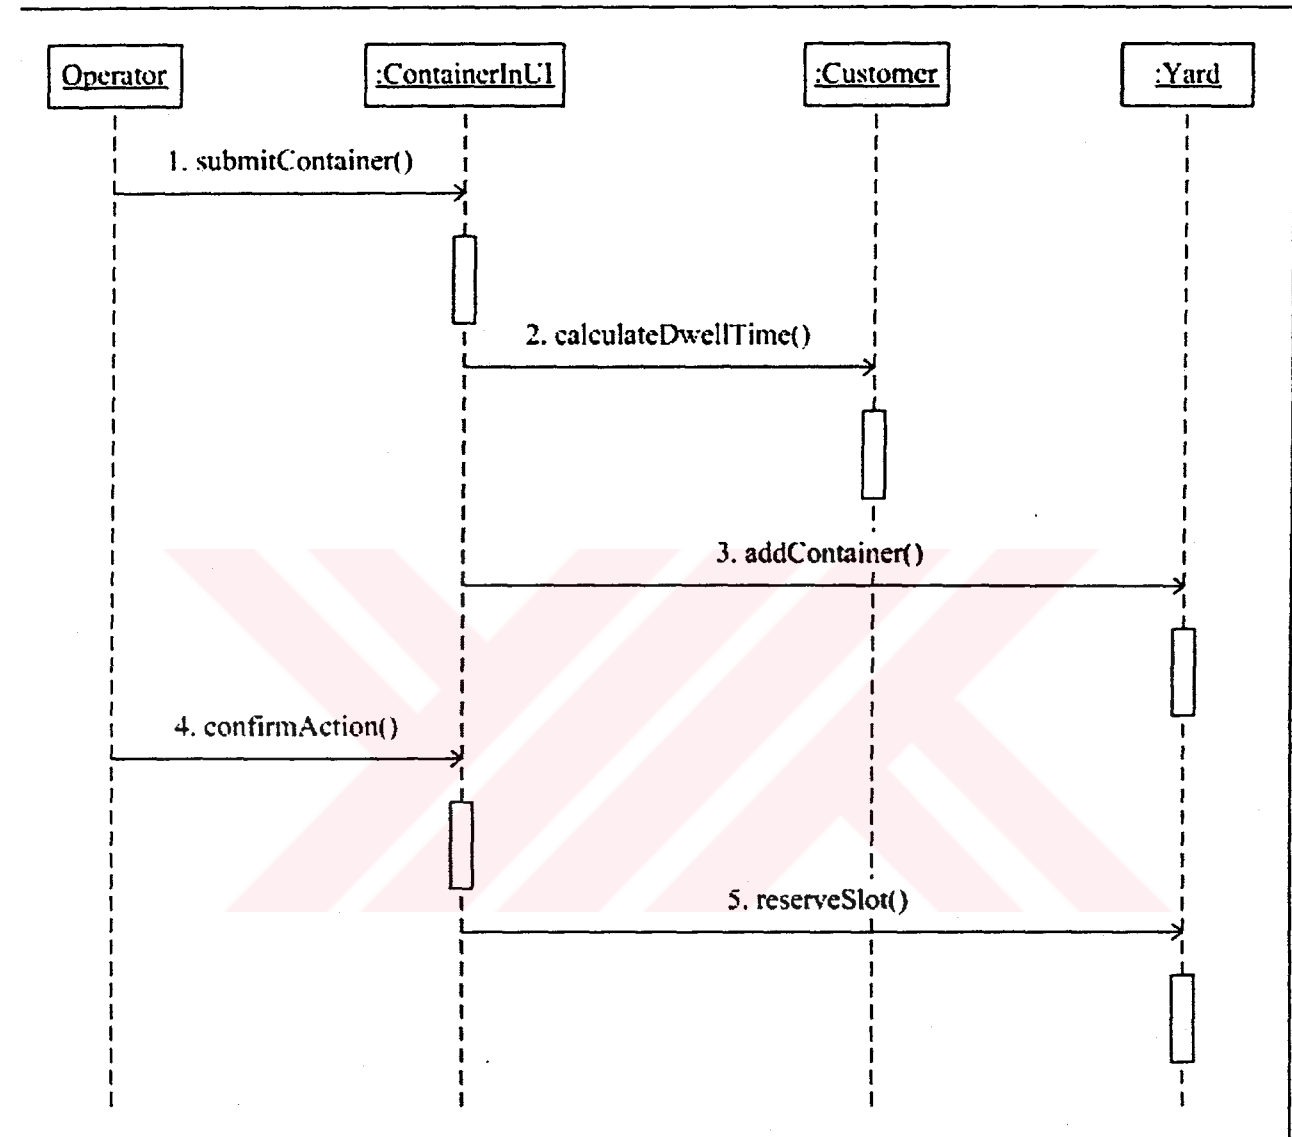 Operator
:ContainerInUI
:Customer
:Yard
1. submitContainer()
2. calculateDwellTime()
3. addContainer()
4. confirmAction()
5. reserveSlot()